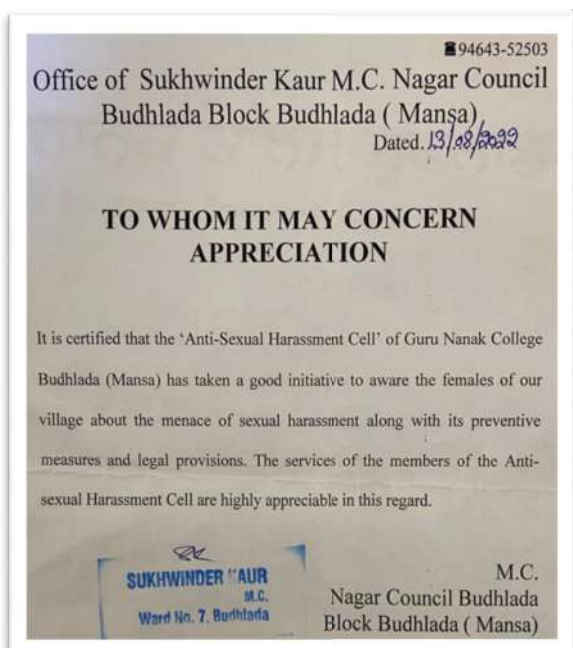 ☎94643-52503
Office of Sukhwinder Kaur M.C. Nagar Council
Budhlada Block Budhlada ( Mansa)
Dated. 13/08/2022
TO WHOM IT MAY CONCERN
APPRECIATION
It is certified that the ‘Anti-Sexual Harassment Cell’ of Guru Nanak College
Budhlada (Mansa) has taken a good initiative to aware the females of our
village about the menace of sexual harassment along with its preventive
measures and legal provisions. The services of the members of the Anti-
sexual Harassment Cell are highly appreciable in this regard.
SUKHWINDER KAUR
M.C.
Ward No. 7, Budhlada
M.C.
Nagar Council Budhlada
Block Budhlada ( Mansa)